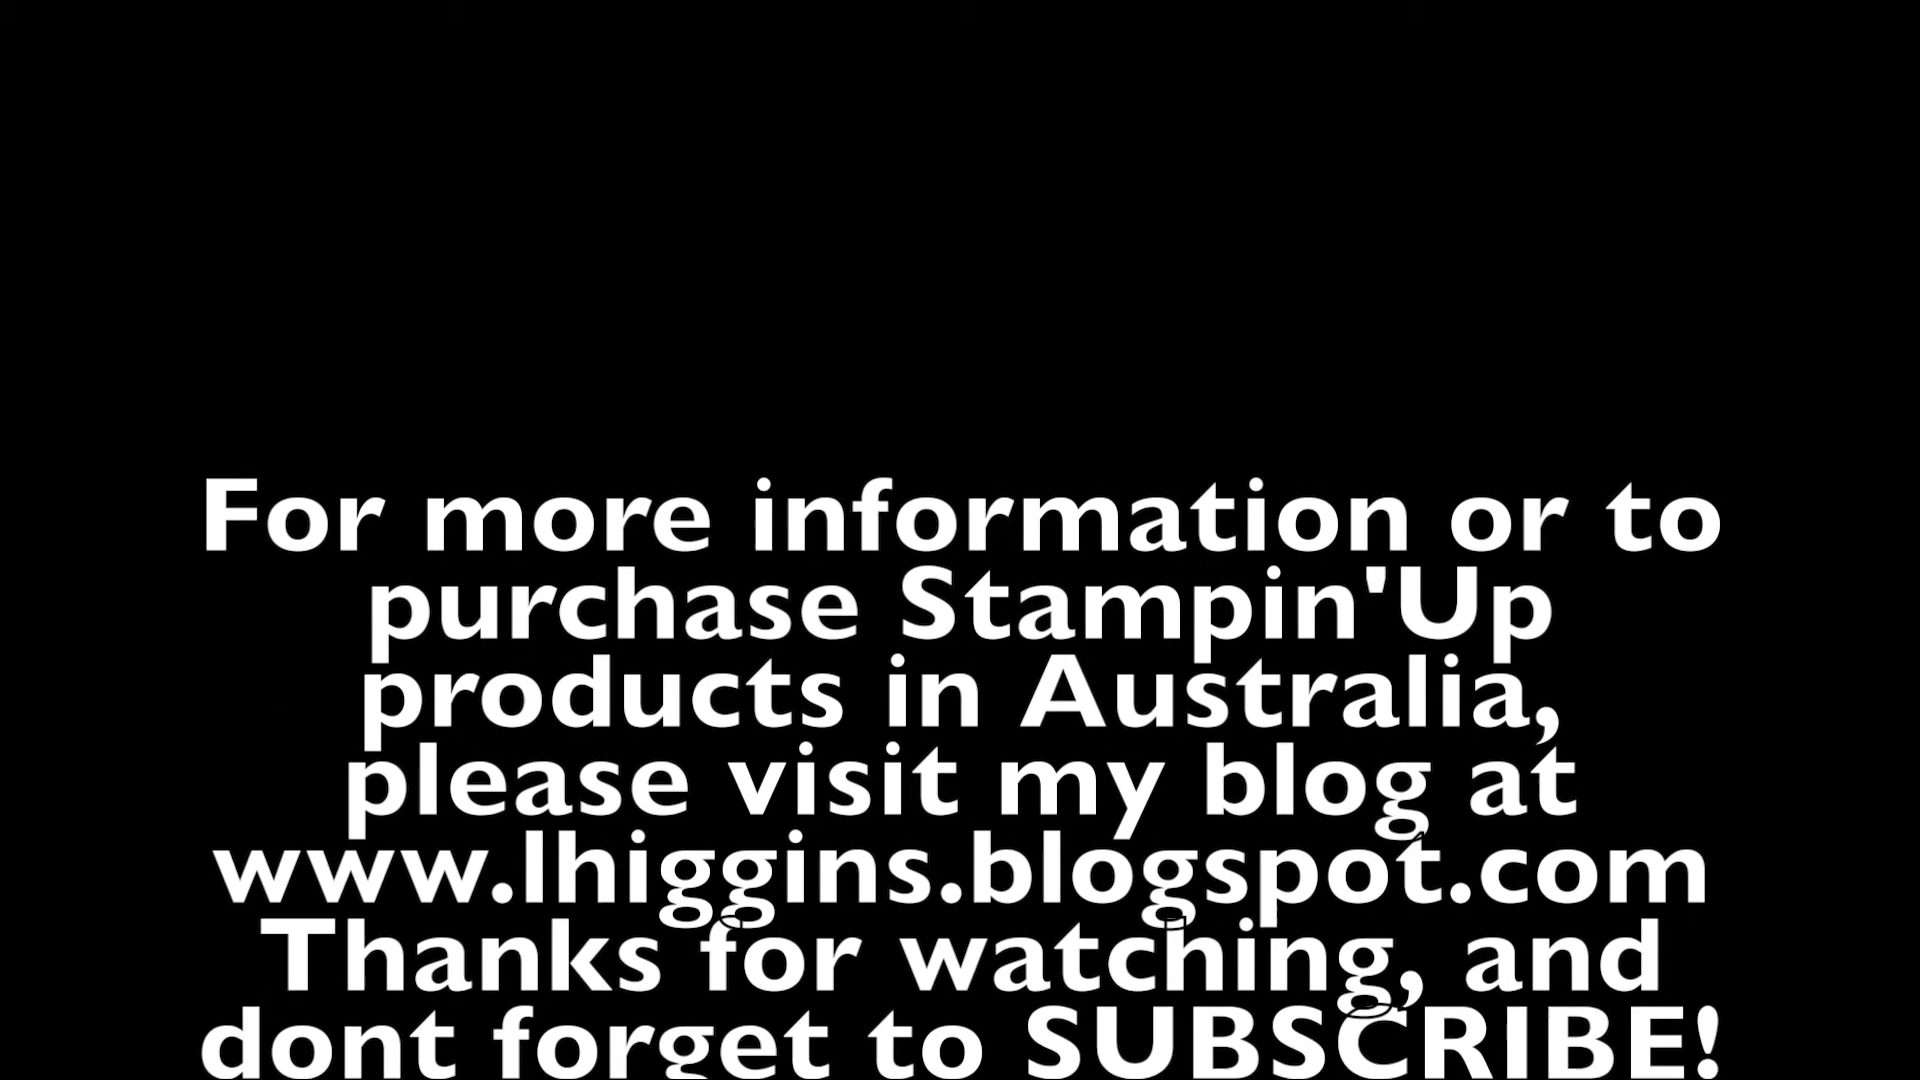 For more information or to
purchase Stampin'Up
products in Australia,
please visit my blog at
www.lhiggins.blogspot.com
Thanks for watching, and
dont forget to SUBSCRIBE!